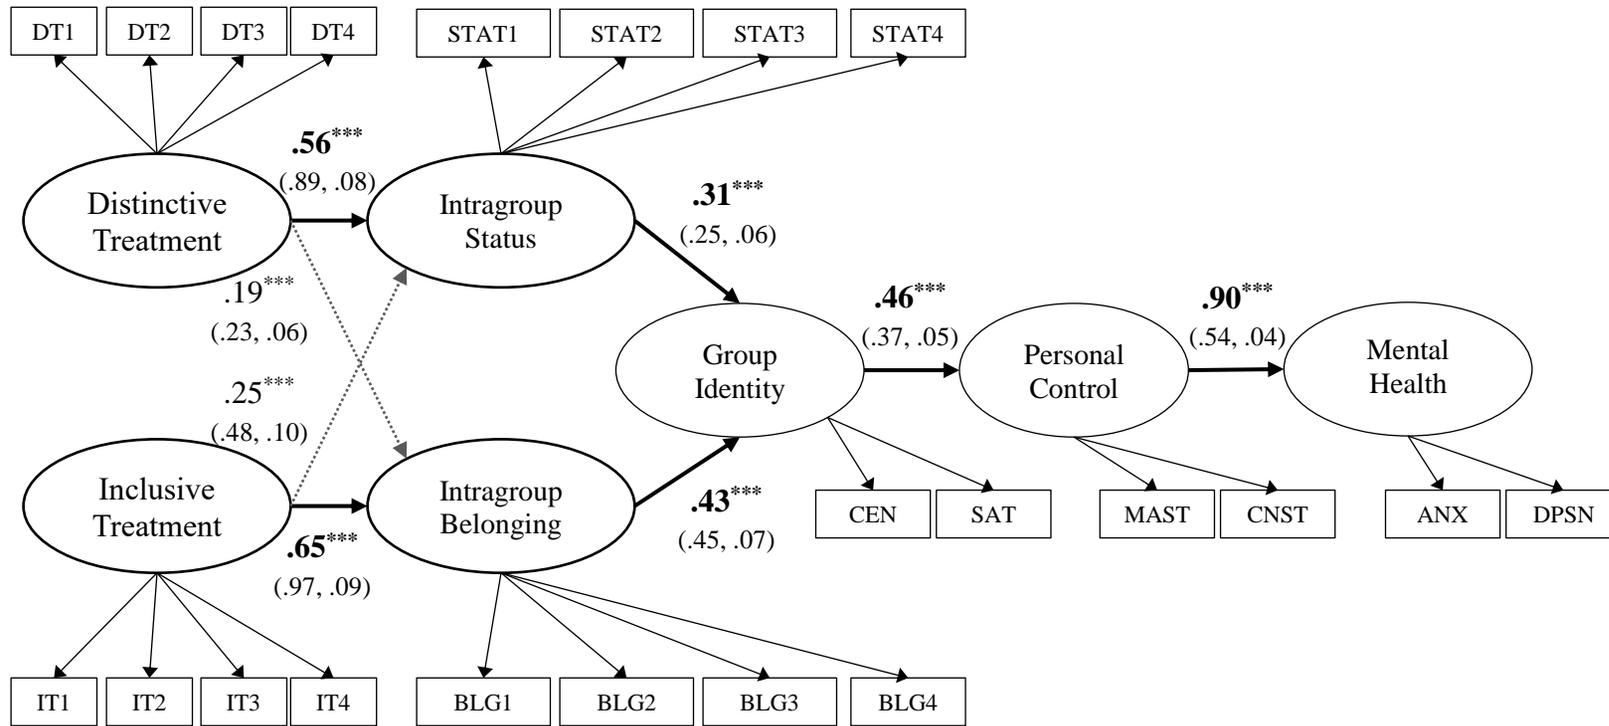 DT1 DT2 DT3 DT4 STAT1 STAT2 STAT3 STAT4
.56***
(.89, .08)
Distinctive
Treatment
Intragroup
Status
.31***
(.25, .06)
.19***
(.23, .06)
.25***
(.48, .10)
Group
Identity
.46***
(.37, .05)
Personal
Control
.90***
(.54, .04)
Mental
Health
Inclusive
Treatment
.65***
(.97, .09)
Intragroup
Belonging
.43***
(.45, .07)
CEN SAT MAST CNST ANX DPSN
IT1 IT2 IT3 IT4 BLG1 BLG2 BLG3 BLG4